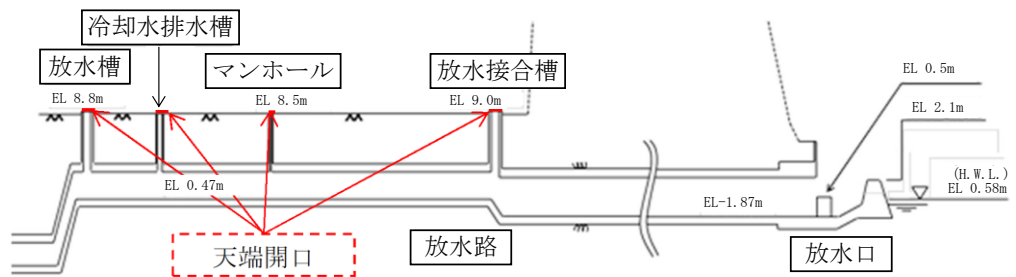 冷却水排水槽
放水槽
マンホール
放水接合槽
EL 8.8m
EL 8.5m
EL 9.0m
EL 0.5m
EL 2.1m
(H.W.L.)
EL 0.58m
EL 0.47m
EL-1.87m
天端開口
放水路
放水口